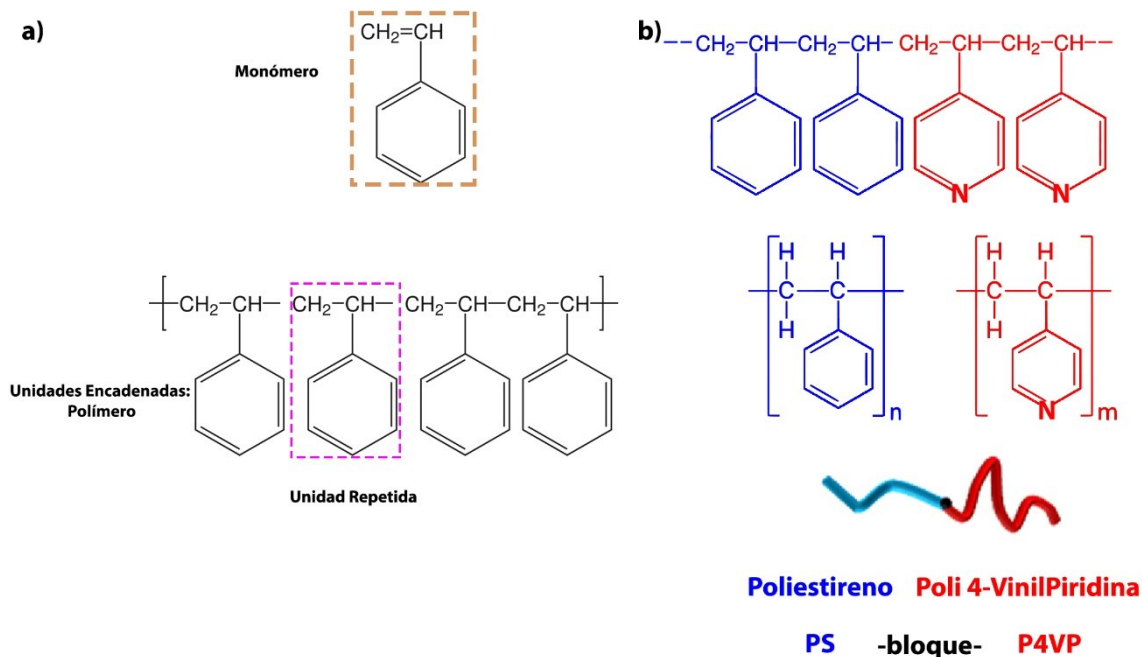 a)
CH₂=CH
Monómero
CH₂-CH CH₂-CH CH₂-CH-CH₂-CH
Unidades Encadenadas:
Polímero
Unidad Repetida
b)
--CH₂-CH-CH₂-CH-CH₂-CH-CH₂-CH--
N N
H H H H
C C C C
H H
N
n m
Poliestireno Poli 4-VinilPiridina
PS -bloque- P4VP